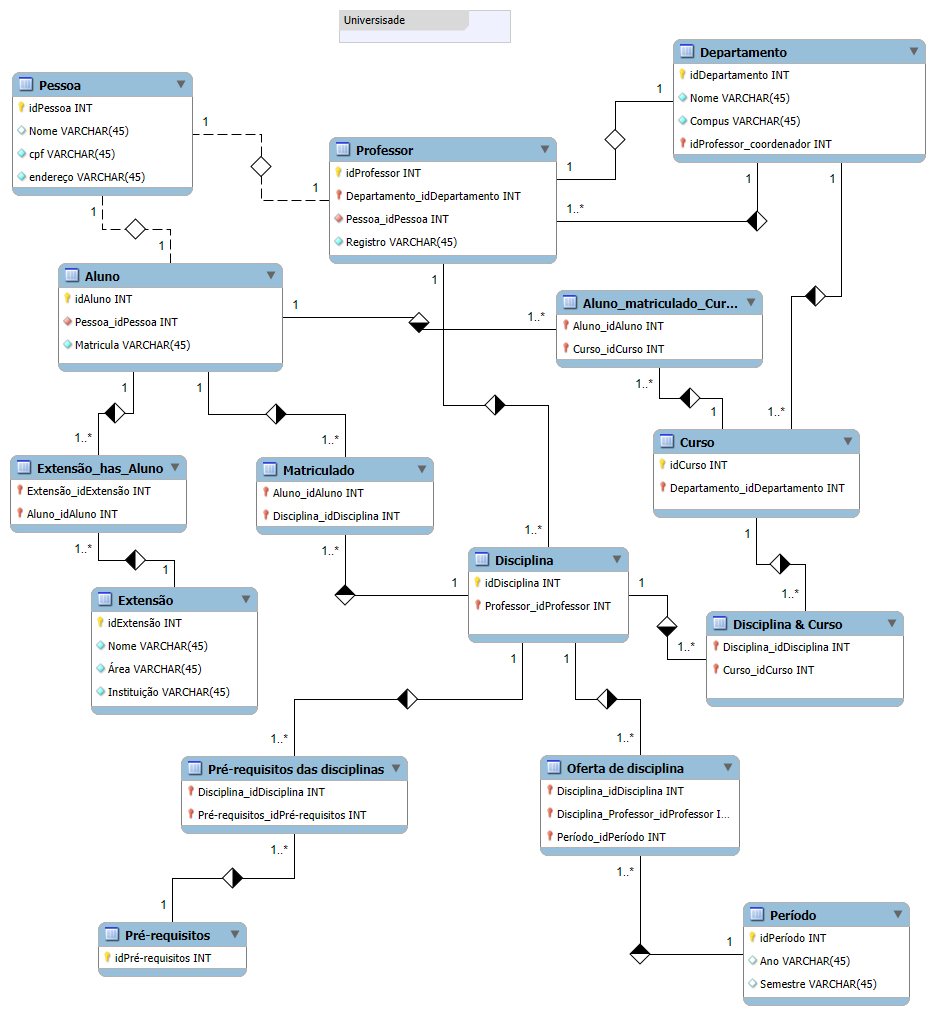 Universisade
Departamento
idDepartamento INT
Nome VARCHAR(45)
Compus VARCHAR(45)
idProfessor_coordenador INT
Pessoa
idPessoa INT
Nome VARCHAR(45)
cpf VARCHAR(45)
endereço VARCHAR(45)
1
1
1
1
Professor
idProfessor INT
Departamento_idDepartamento INT
Pessoa_idPessoa INT
Registro VARCHAR(45)
1
1
1..*
1
1
1
1
Aluno
idAluno INT
Pessoa_idPessoa INT
Matricula VARCHAR(45)
1
1..*
Aluno_matriculado_Cur...
Aluno_idAluno INT
Curso_idCurso INT
1..*
1
1..*
1
1
1..*
1..*
Curso
idCurso INT
Departamento_idDepartamento INT
Extensão_has_Aluno
Extensão_idExtensão INT
Aluno_idAluno INT
Matriculado
Aluno_idAluno INT
Disciplina_idDisciplina INT
1..*
1
1..*
1
1..*
1
1..*
Disciplina
idDisciplina INT
Professor_idProfessor INT
1
1..*
Extensão
idExtensão INT
Nome VARCHAR(45)
Área VARCHAR(45)
Instituição VARCHAR(45)
Disciplina & Curso
Disciplina_idDisciplina INT
Curso_idCurso INT
1
1
1..*
1..*
Pré-requisitos das disciplinas
Disciplina_idDisciplina INT
Pré-requisitos_idPré-requisitos INT
Oferta de disciplina
Disciplina_idDisciplina INT
Disciplina_Professor_idProfessor I...
Período_idPeríodo INT
1..*
1
1..*
1
Pré-requisitos
idPré-requisitos INT
Período
idPeríodo INT
Ano VARCHAR(45)
Semestre VARCHAR(45)